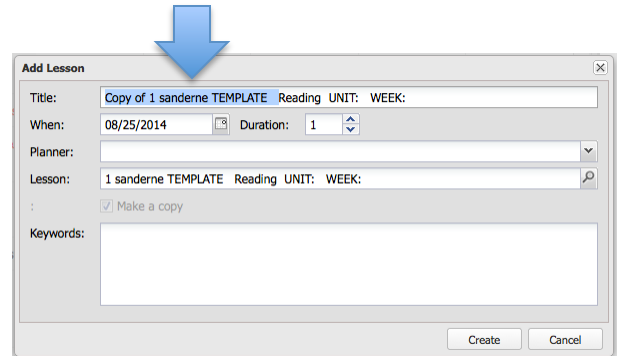 Add Lesson
Title: Copy of 1 sanderne TEMPLATE Reading UNIT: WEEK:
When: 08/25/2014 Duration: 1
Planner:
Lesson: 1 sanderne TEMPLATE Reading UNIT: WEEK:
: Make a copy
Keywords:
Create Cancel